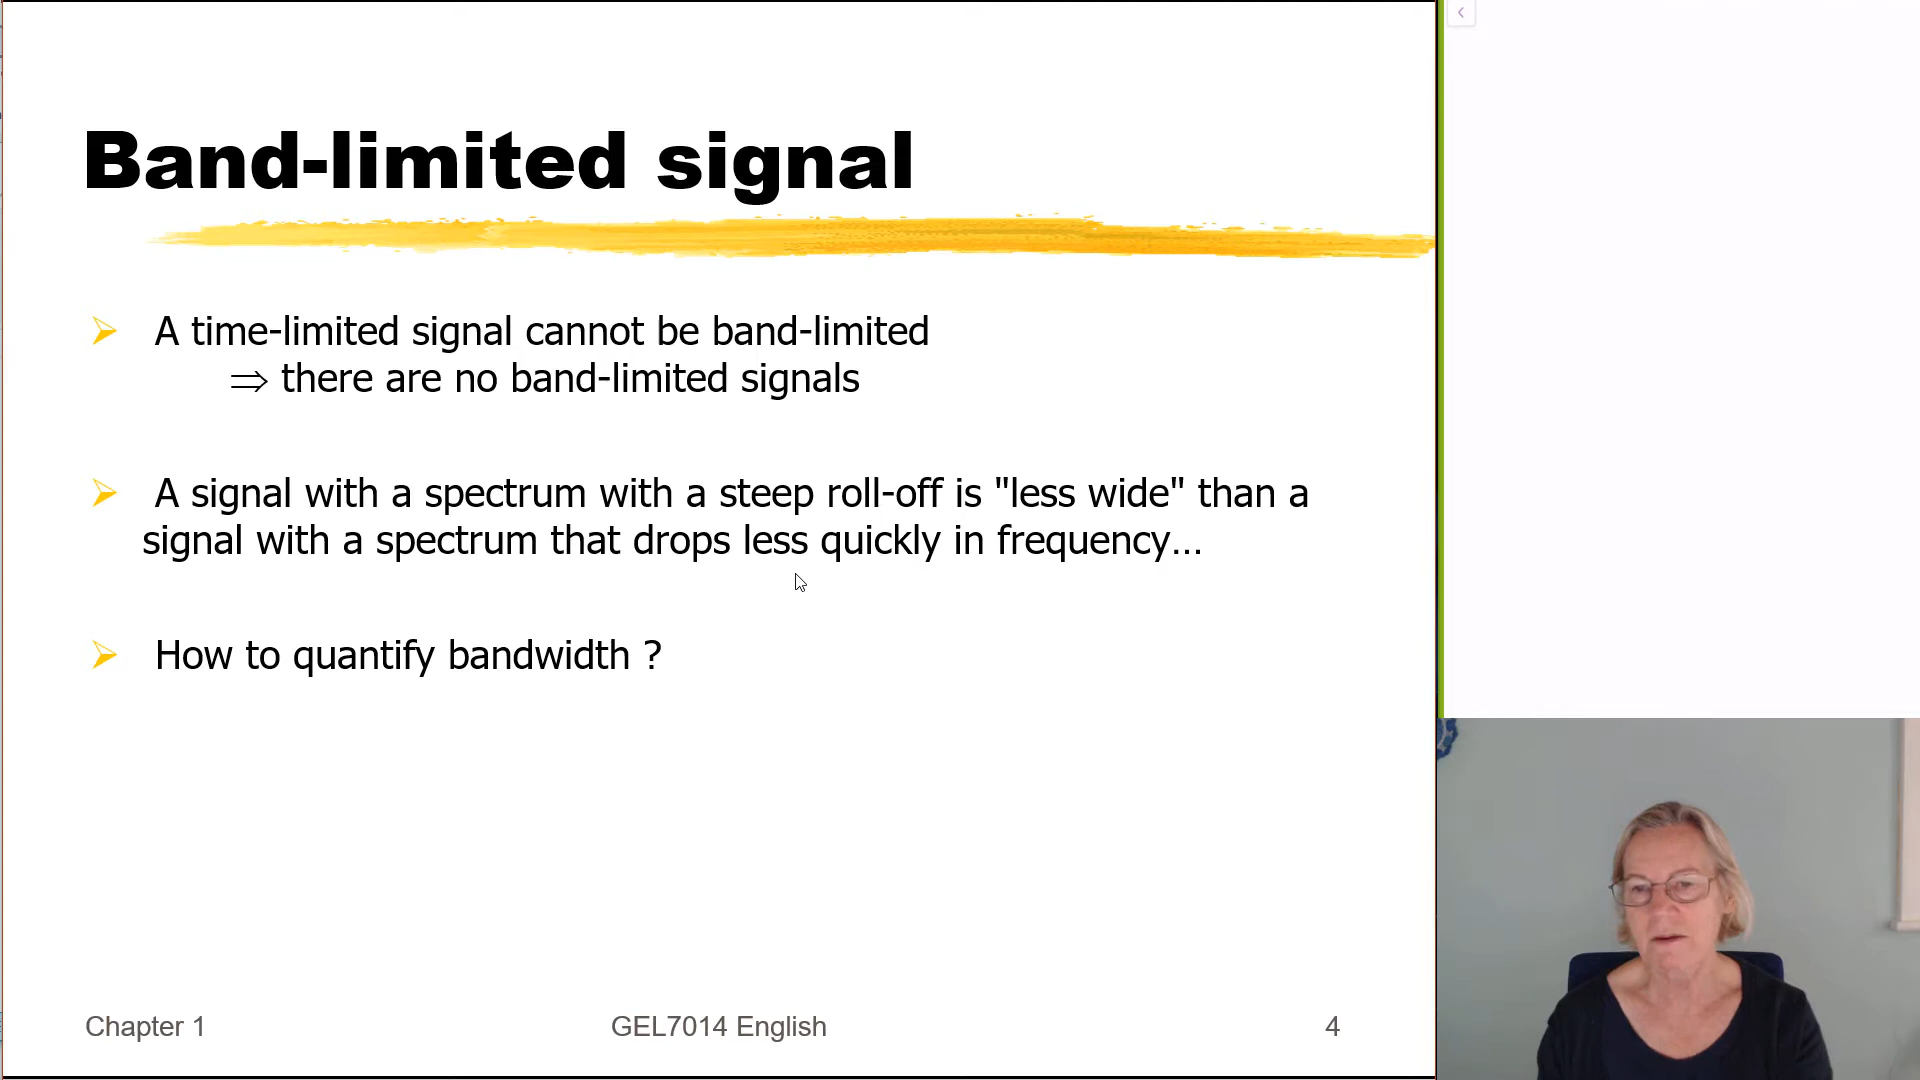 Band-limited signal
A time-limited signal cannot be band-limited
⇒ there are no band-limited signals
A signal with a spectrum with a steep roll-off is "less wide" than a
signal with a spectrum that drops less quickly in frequency...
How to quantify bandwidth ?
Chapter 1
GEL7014 English
4